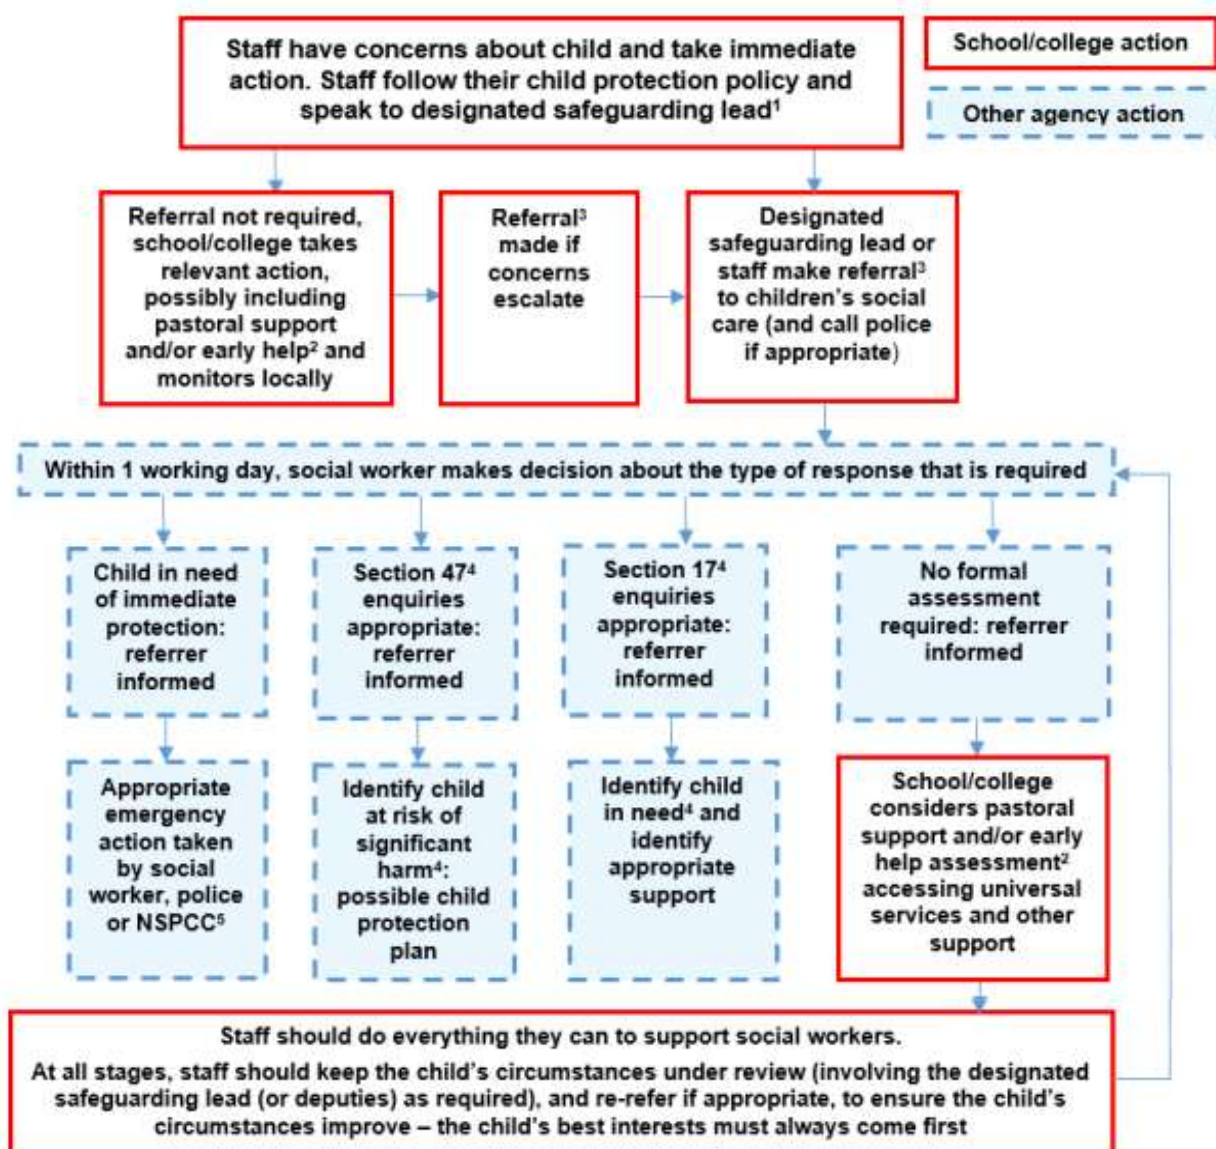 Staff have concerns about child and take immediate
action. Staff follow their child protection policy and
speak to designated safeguarding lead¹
School/college action
Other agency action
Referral not required,
school/college takes
relevant action,
possibly including
pastoral support
and/or early help² and
monitors locally
Referral³
made if
concerns
escalate
Designated
safeguarding lead or
staff make referral³
to children’s social
care (and call police
if appropriate)
Within 1 working day, social worker makes decision about the type of response that is required
Child in need
of immediate
protection:
referrer
informed
Section 47⁴
enquiries
appropriate:
referrer
informed
Section 17⁴
enquiries
appropriate:
referrer
informed
No formal
assessment
required: referrer
informed
Appropriate
emergency
action taken
by social
worker, police
or NSPCC⁵
Identify child
at risk of
significant
harm⁴:
possible child
protection
plan
Identify child
in need⁴ and
identify
appropriate
support
School/college
considers pastoral
support and/or early
help assessment²
accessing universal
services and other
support
Staff should do everything they can to support social workers.
At all stages, staff should keep the child’s circumstances under review (involving the designated
safeguarding lead (or deputies) as required), and re-refer if appropriate, to ensure the child’s
circumstances improve – the child’s best interests must always come first